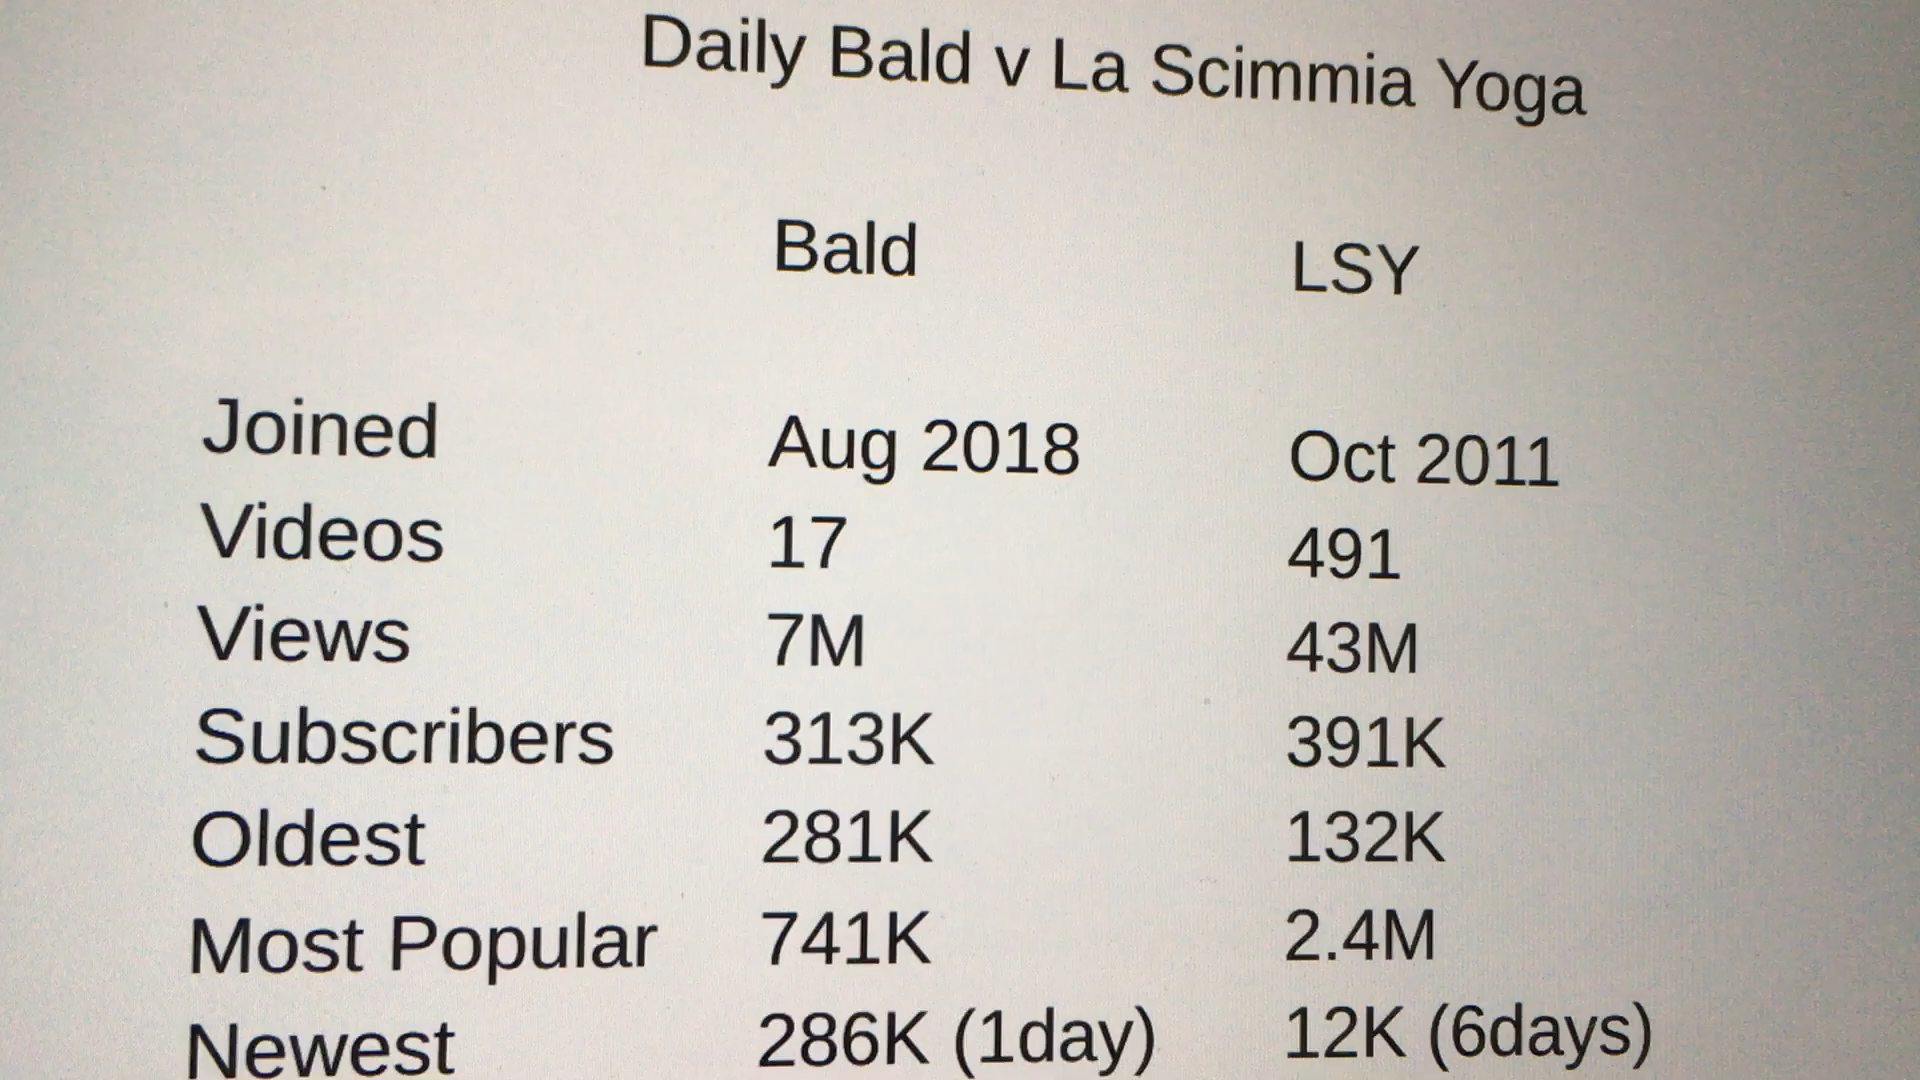 Daily Bald v La Scimmia Yoga
Bald LSY
Joined Aug 2018 Oct 2011
Videos 17 491
Views 7M 43M
Subscribers 313K 391K
Oldest 281K 132K
Most Popular 741K 2.4M
Newest 286K (1day) 12K (6days)